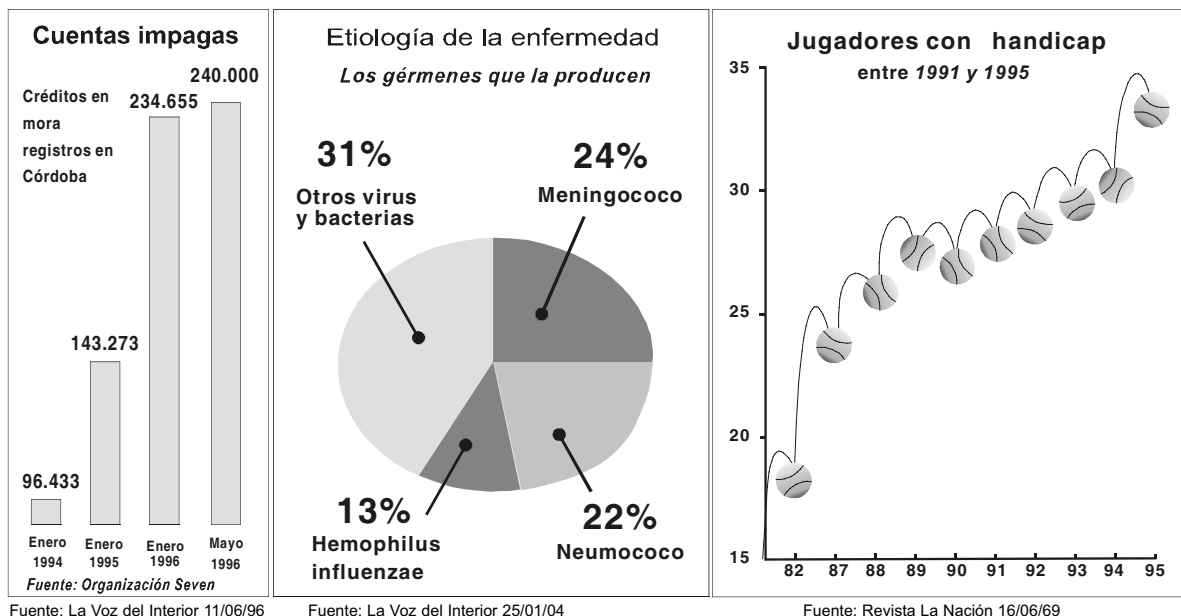 Cuentas impagas
240.000
Créditos en
mora
registros en
Córdoba
234.655
143.273
96.433
Enero
1994
Enero
1995
Enero
1996
Mayo
1996
Fuente: Organización Seven
Fuente: La Voz del Interior 11/06/96
Etiología de la enfermedad
Los gérmenes que la producen
31%
Otros virus
y bacterias
24%
Meningococo
13%
Hemophilus
influenzae
22%
Neumococo
Fuente: La Voz del Interior 25/01/04
Jugadores con handicap
entre 1991 y 1995
35
30
25
20
15
82 87 88 89 90 91 92 93 94 95
Fuente: Revista La Nación 16/06/69